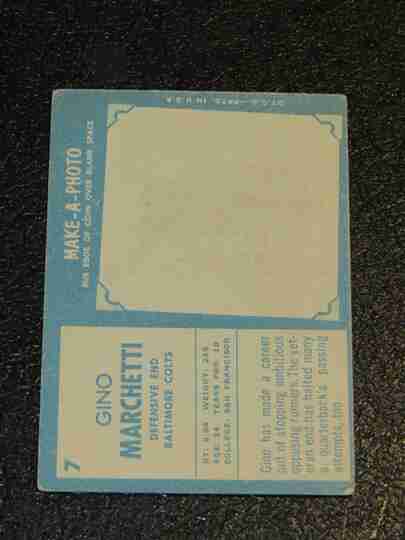 7
GINO
MARCHETTI
DEFENSIVE END
BALTIMORE COLTS
HT: 6.04 WEIGHT: 245
AGE: 34 YEARS PRO: 10
COLLEGE: SAN FRANCISCO
Gino has made a career
out of stopping ambitious
opposing runners. The vet-
eran end has halted many
a quarterback's passing
attempts, too.
MAKE-A-PHOTO
RUB EDGE OF COIN OVER BLANK SPACE
T.C.G. PRTD. IN U.S.A.